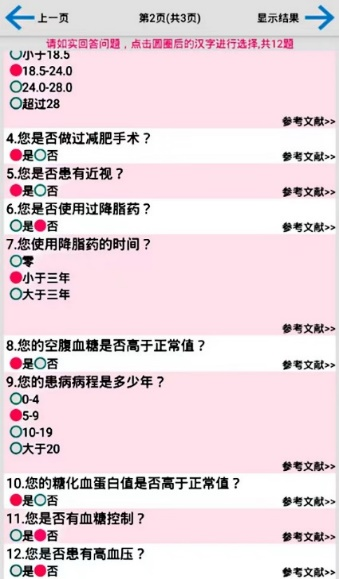 上一页 第2页(共3页) 显示结果
请如实回答问题，点击圆圈后的汉字进行选择,共12题
小于18.5
18.5-24.0
24.0-28.0
超过28
参考文献>>
4.您是否做过减肥手术？
是 否 参考文献>>
5.您是否患有近视？
是 否 参考文献>>
6.您是否使用过降脂药？
是 否 参考文献>>
7.您使用降脂药的时间？
零
小于三年
大于三年
参考文献>>
8.您的空腹血糖是否高于正常值？
是 否 参考文献>>
9.您的患病病程是多少年？
0-4
5-9
10-19
大于20
参考文献>>
10.您的糖化血蛋白值是否高于正常值？
是 否 参考文献>>
11.您是否有血糖控制？
是 否 参考文献>>
12.您是否患有高血压？
是 否 参考文献>>